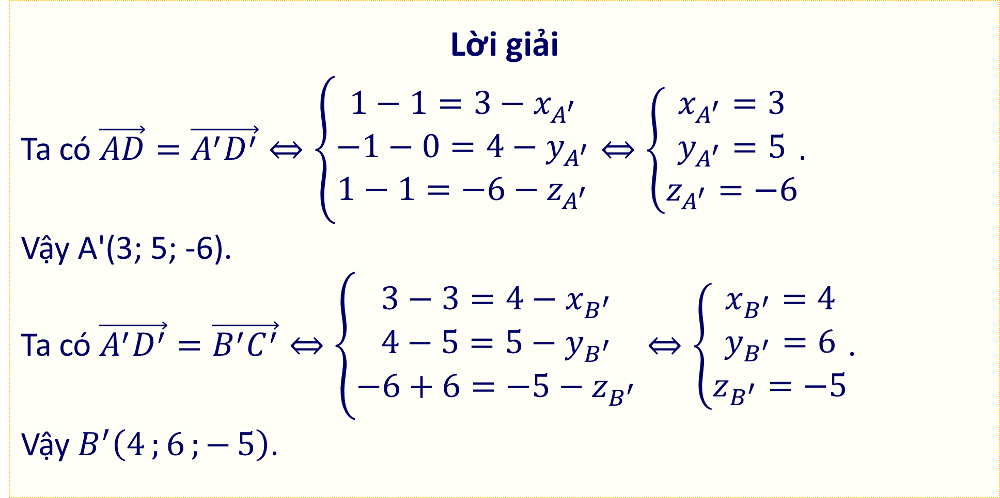 Lời giải
Ta có $\overrightarrow{AD} = \overrightarrow{A'D'} \Leftrightarrow \begin{cases} 1 - 1 = 3 - x_{A'} \\ -1 - 0 = 4 - y_{A'} \\ 1 - 1 = -6 - z_{A'} \end{cases} \Leftrightarrow \begin{cases} x_{A'} = 3 \\ y_{A'} = 5 \\ z_{A'} = -6 \end{cases}.$
Vậy A'(3; 5; -6).
Ta có $\overrightarrow{A'D'} = \overrightarrow{B'C'} \Leftrightarrow \begin{cases} 3 - 3 = 4 - x_{B'} \\ 4 - 5 = 5 - y_{B'} \\ -6 + 6 = -5 - z_{B'} \end{cases} \Leftrightarrow \begin{cases} x_{B'} = 4 \\ y_{B'} = 6 \\ z_{B'} = -5 \end{cases}.$
Vậy $B'(4 ; 6 ; -5).$